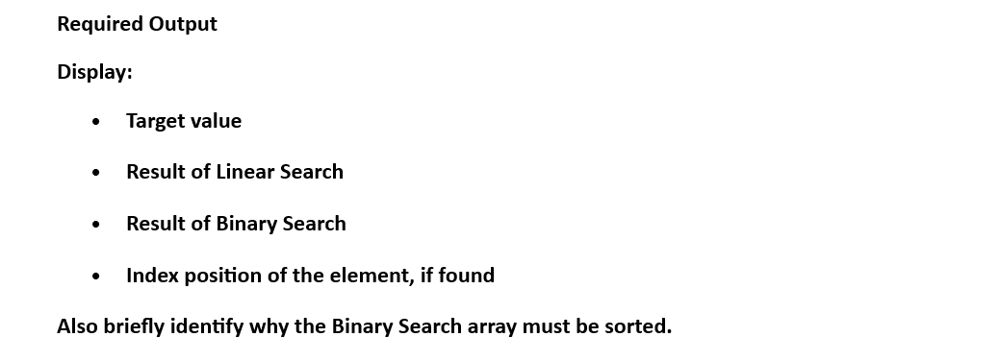 Required Output
Display:
• Target value
• Result of Linear Search
• Result of Binary Search
• Index position of the element, if found
Also briefly identify why the Binary Search array must be sorted.